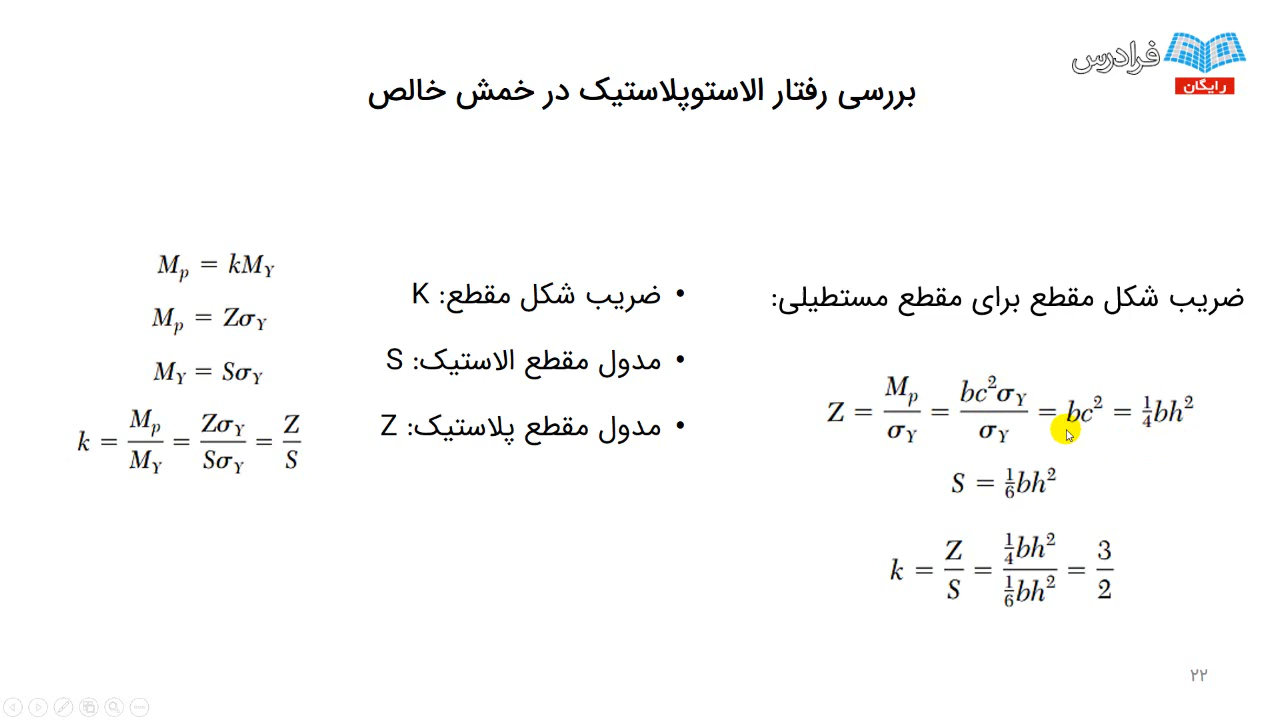 فرادرس
رایگان
بررسی رفتار الاستوپلاستیک در خمش خالص
ضریب شکل مقطع برای مقطع مستطیلی:
Z = M_p/σ_Y = bc²σ_Y/σ_Y = bc² = ¼bh²
S = ⅙bh²
k = Z/S = ¼bh²/⅙bh² = 3/2
• ضریب شکل مقطع: K
• مدول مقطع الاستیک: S
• مدول مقطع پلاستیک: Z
M_p = kM_Y
M_p = Zσ_Y
M_Y = Sσ_Y
k = M_p/M_Y = Zσ_Y/Sσ_Y = Z/S
۲۲